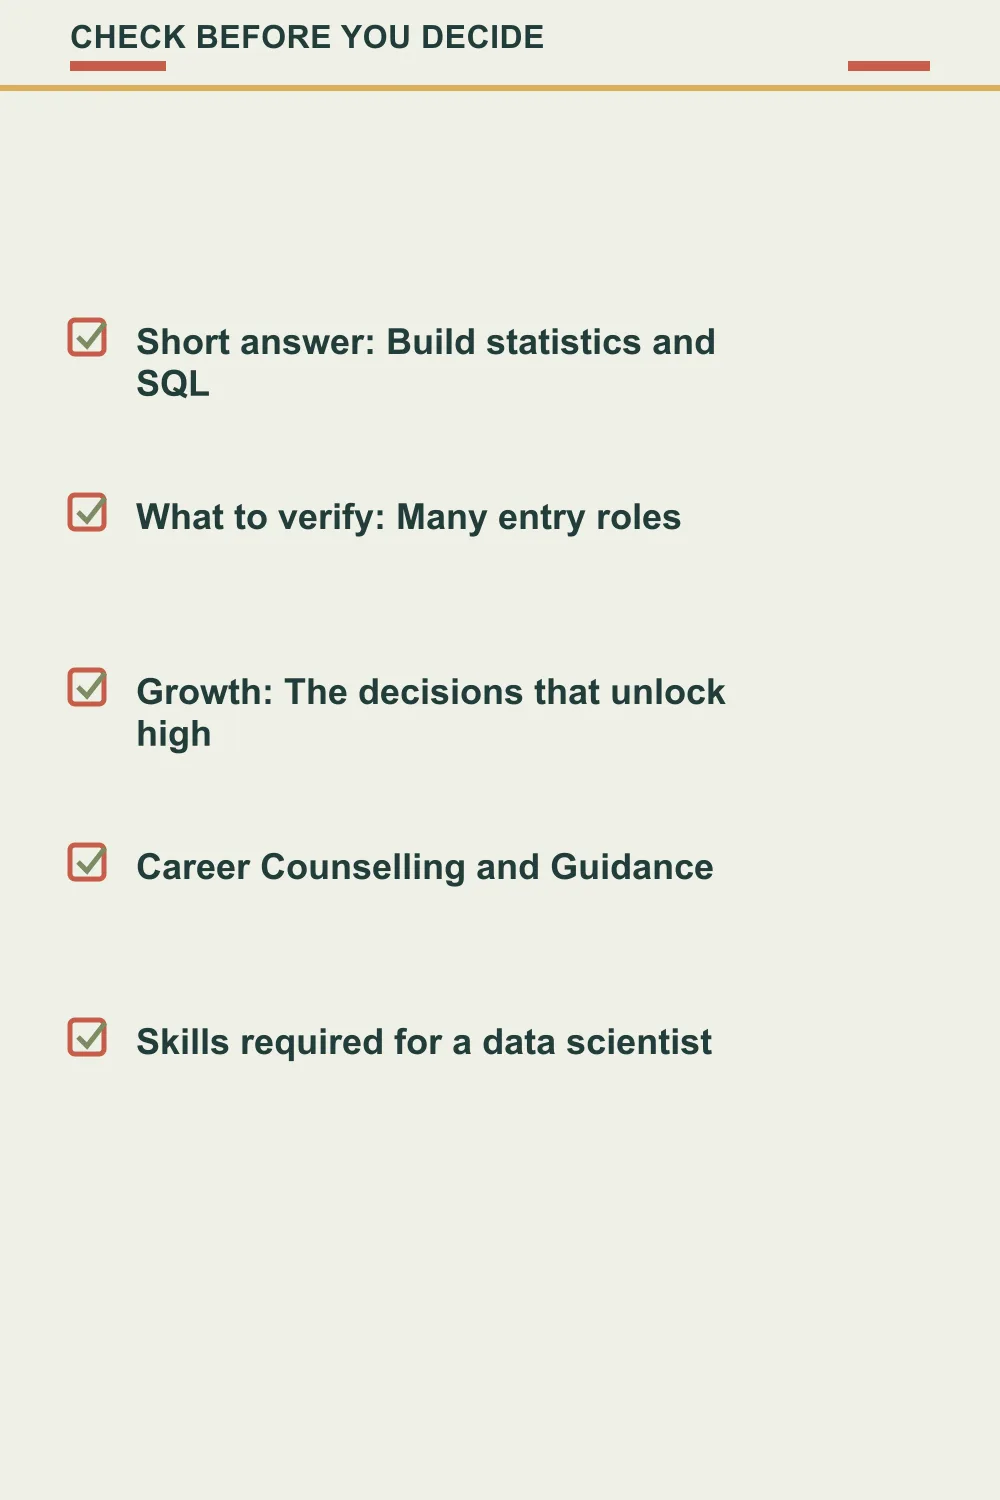 CHECK BEFORE YOU DECIDE
Short answer: Build statistics and
SQL
What to verify: Many entry roles
Growth: The decisions that unlock
high
Career Counselling and Guidance
Skills required for a data scientist